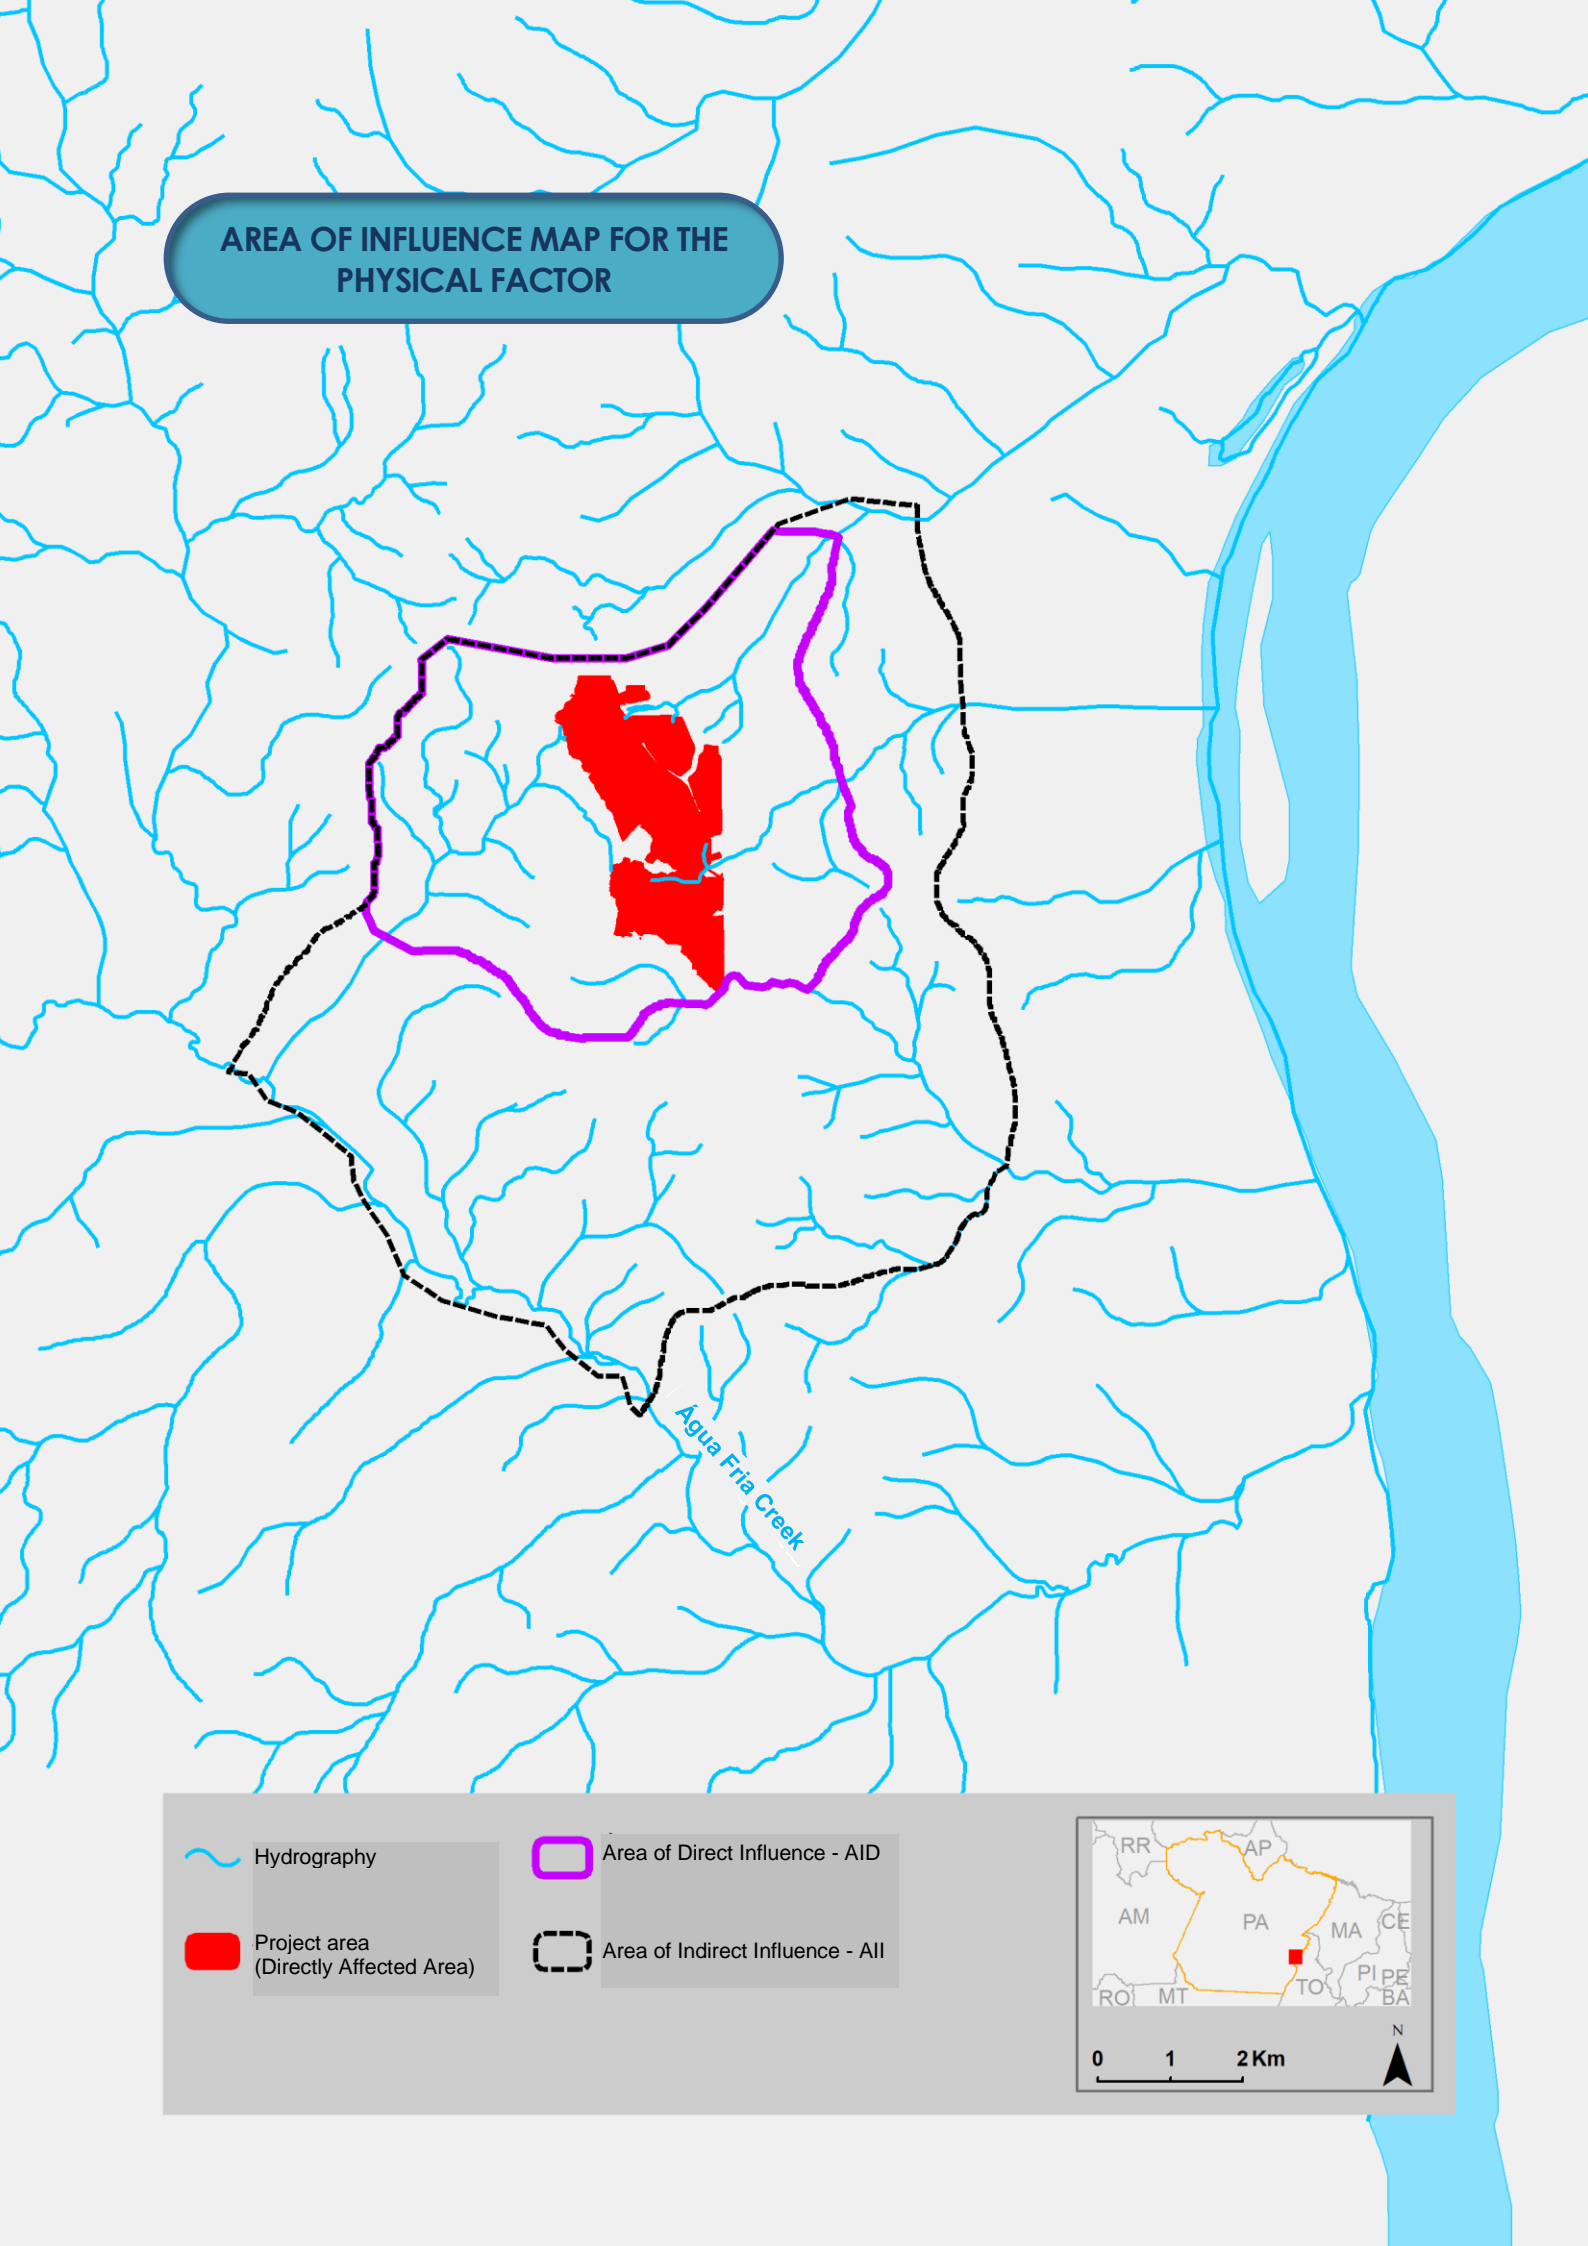 AREA OF INFLUENCE MAP FOR THE
PHYSICAL FACTOR
Água Fria Creek
Hydrography
Area of Direct Influence - AID
Project area
(Directly Affected Area)
Area of Indirect Influence - AII
RR
AP
AM
PA
MA
CE
PI
PE
RO
MT
TO
BA
N
0 1 2 Km